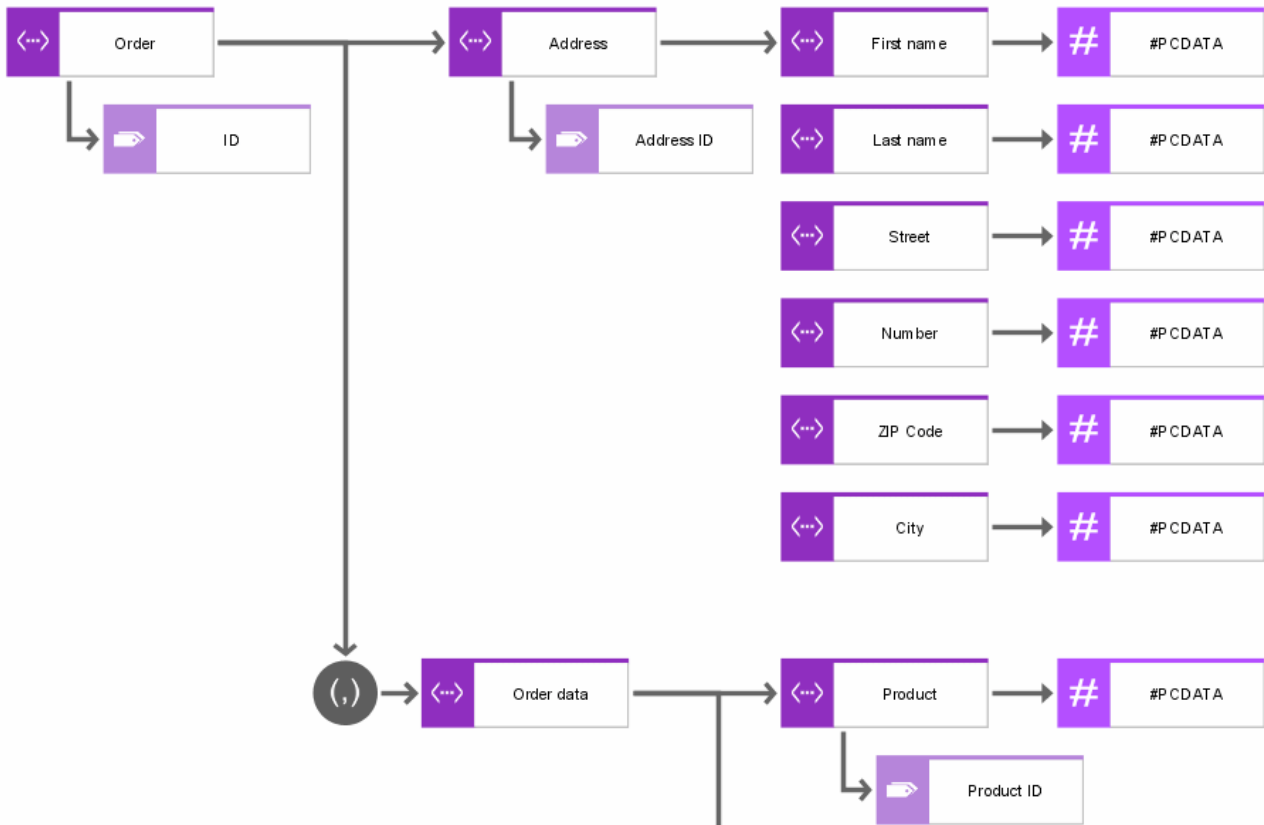 Order
Address
First name
#PCDATA
ID
Address ID
Last name
#PCDATA
Street
#PCDATA
Number
#PCDATA
ZIP Code
#PCDATA
City
#PCDATA
(,)
Order data
Product
#PCDATA
Product ID